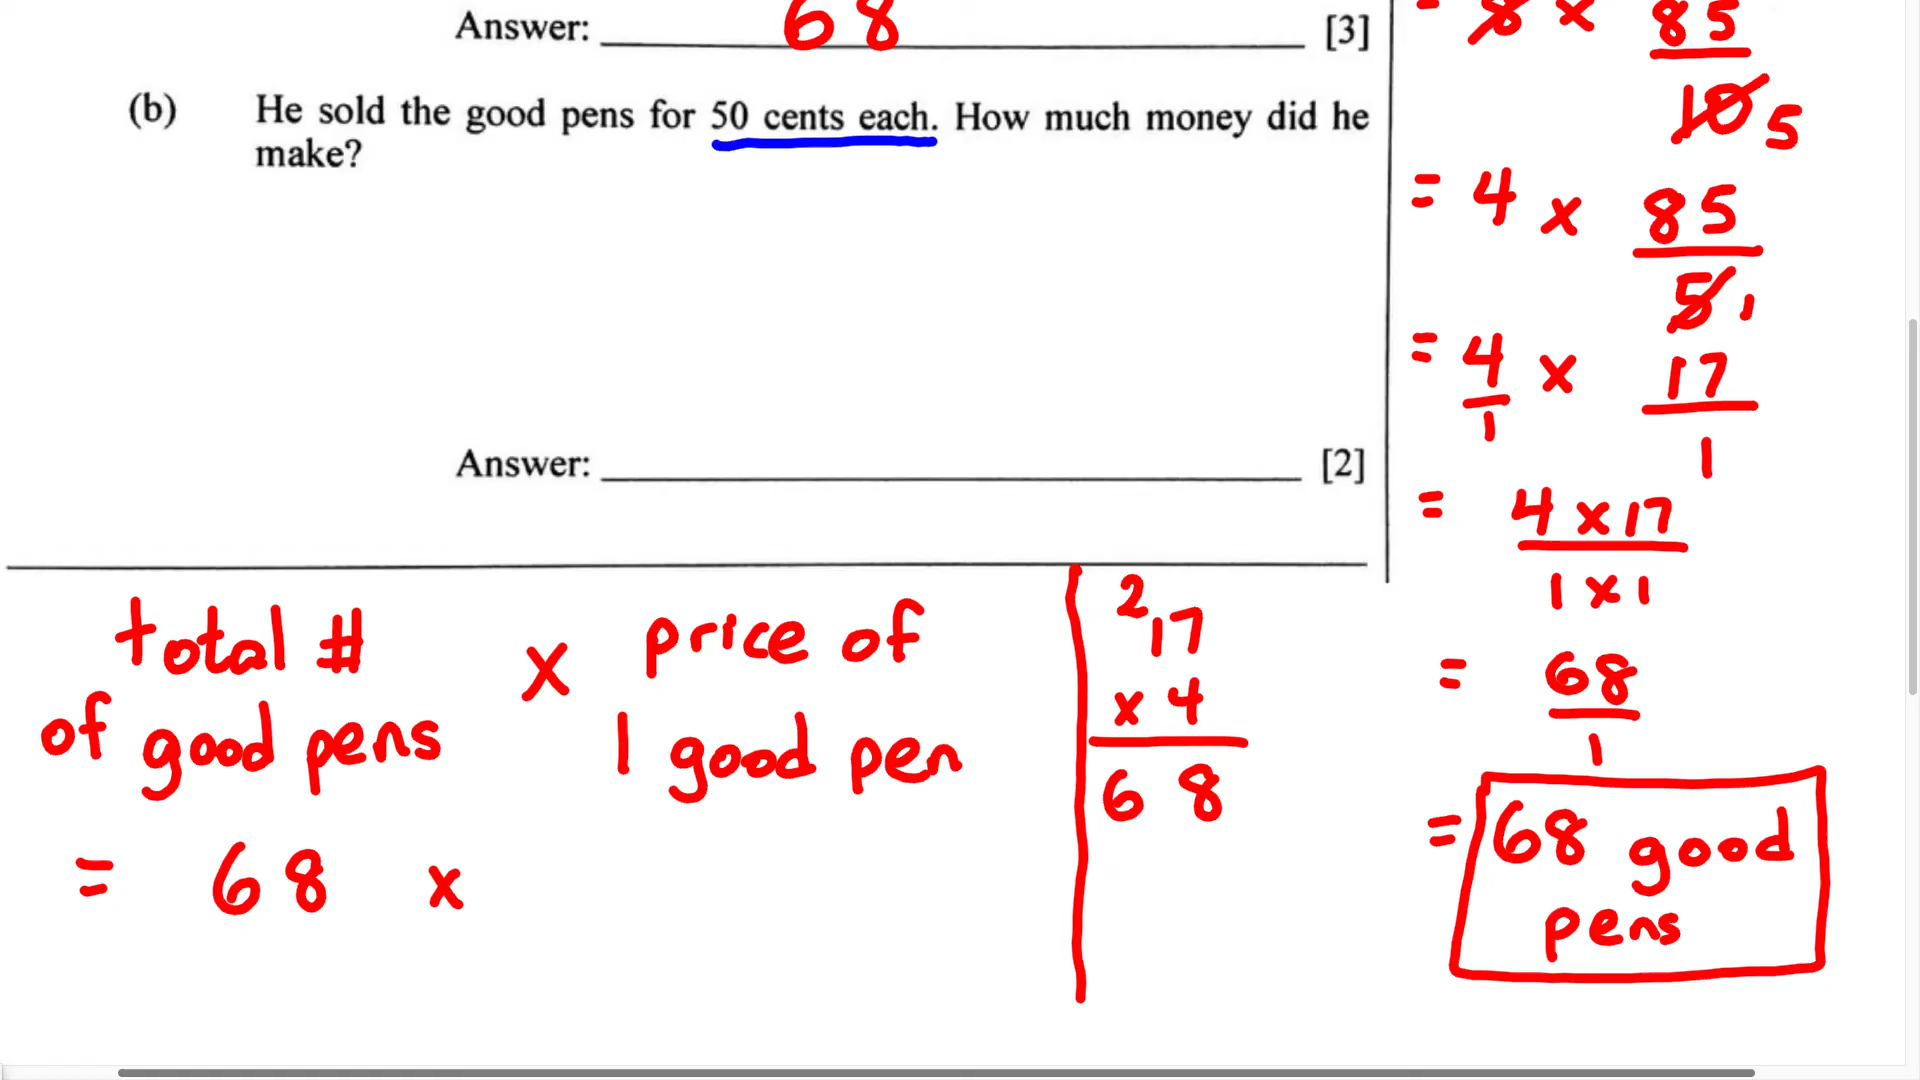 Answer: 68 [3]
(b) He sold the good pens for 50 cents each. How much money did he
make?
Answer: [2]
total #
of good pens
x
price of
1 good pen
= 68 x
2
17
x 4
68
= 8 x 85
10 5
= 4 x 85
5 1
= 4 x 17
1 1
= 4 x 17
1 x 1
= 68
1
= 68 good
pens